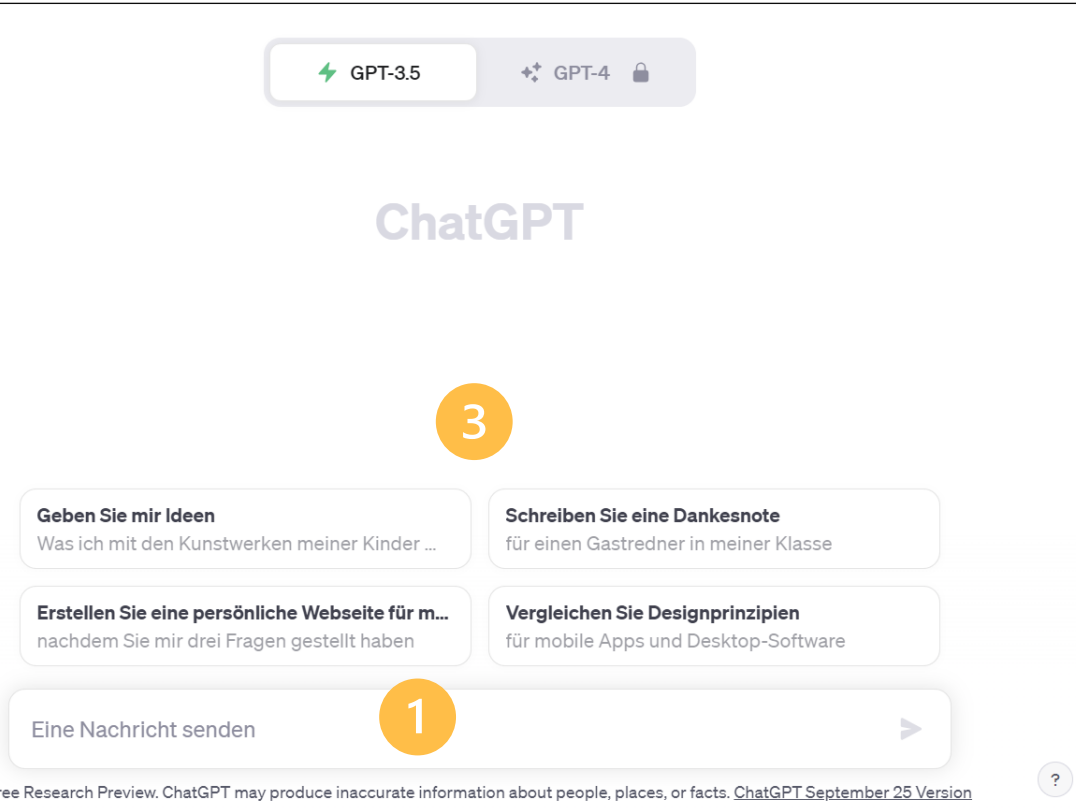 GPT-3.5 GPT-4
ChatGPT
3
Geben Sie mir Ideen
Was ich mit den Kunstwerken meiner Kinder ...
Schreiben Sie eine Dankesnote
für einen Gastredner in meiner Klasse
Erstellen Sie eine persönliche Webseite für m...
nachdem Sie mir drei Fragen gestellt haben
Vergleichen Sie Designprinzipien
für mobile Apps und Desktop-Software
Eine Nachricht senden
1
?
ree Research Preview. ChatGPT may produce inaccurate information about people, places, or facts. ChatGPT September 25 Version